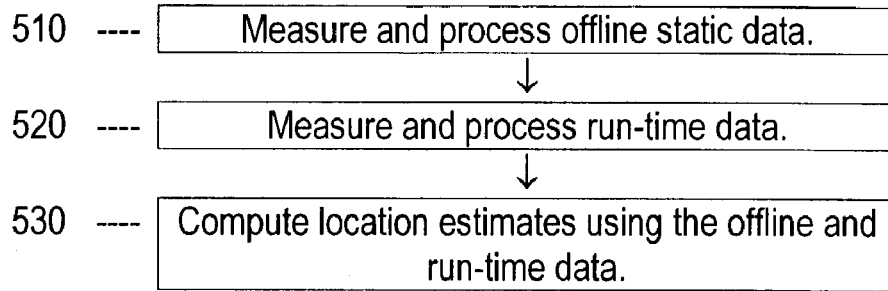 510 ---- Measure and process offline static data.
↓
520 ---- Measure and process run-time data.
↓
530 ---- Compute location estimates using the offline and
run-time data.